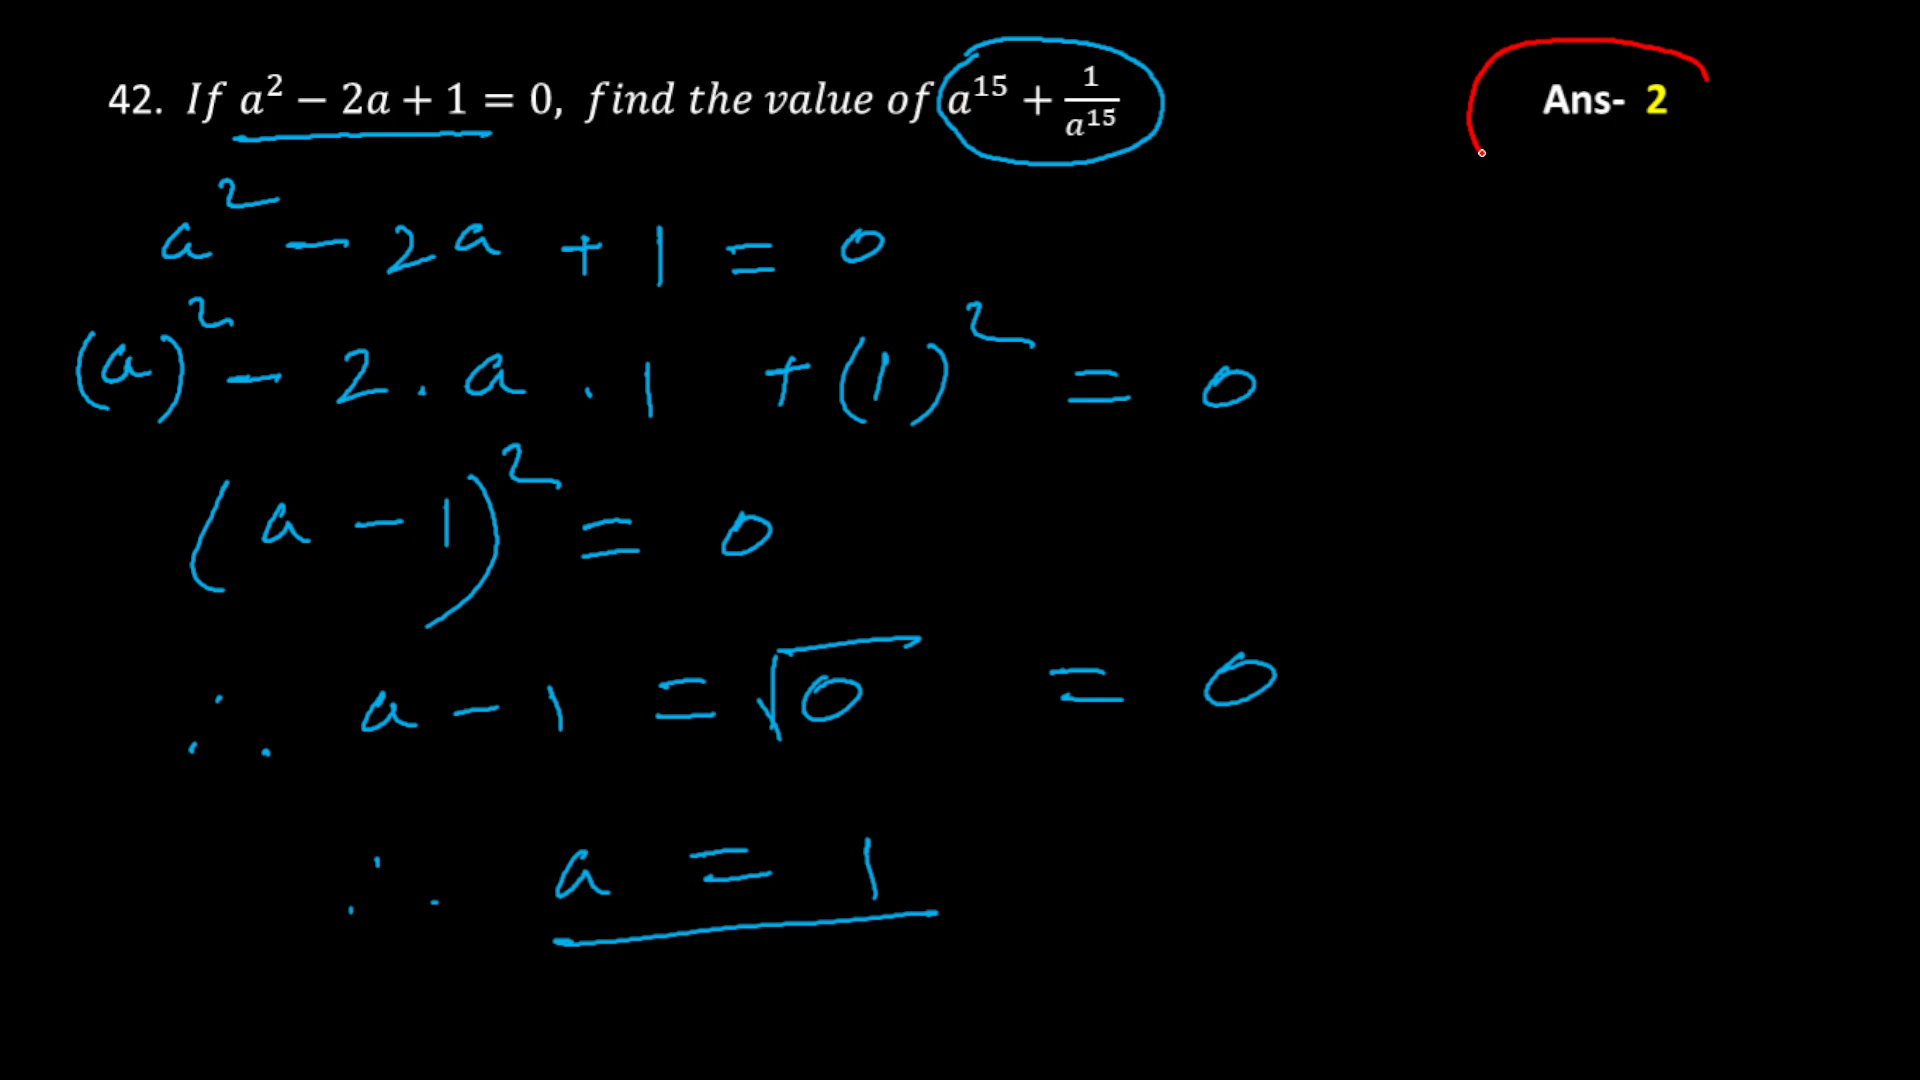 42. If a² − 2a + 1 = 0, find the value of a¹⁵ + 1/a¹⁵
Ans- 2
a² − 2a + 1 = 0
(a)² − 2 . a . 1 + (1)² = 0
(a − 1)² = 0
∴ a − 1 = √0 = 0
∴ a = 1